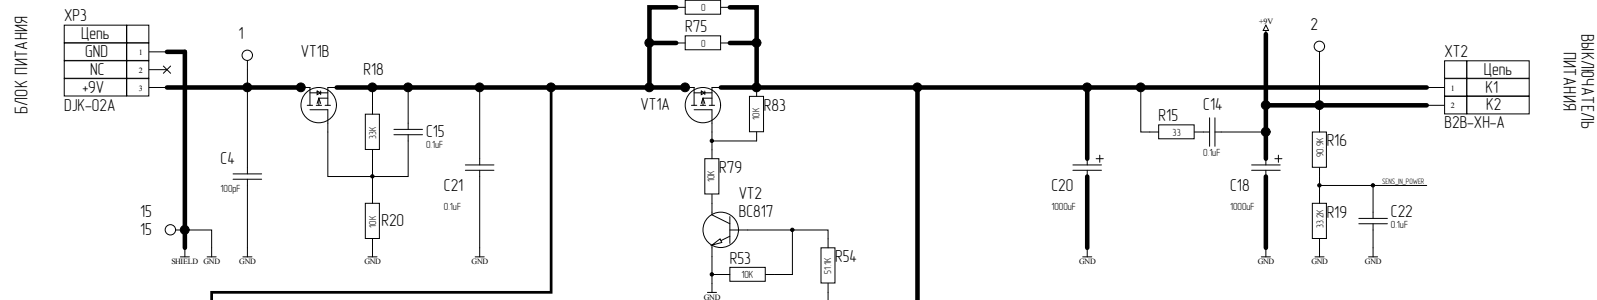 БЛОК ПИТАНИЯ
XP3
Цепь
GND 1
NC 2
+9V 3
DJK-02A
1
15
15
SHIELD
GND
C4
100pF
GND
VT1B
R18
33K
C15
0.1uF
R20
10K
GND
C21
0.1uF
GND
0
R75
0
VT1A
R83
10K
R79
10K
VT2
BC817
R53
10K
GND
R54
51.1K
C20
1000uF
GND
R15
33
C14
0.1uF
+9V
C18
1000uF
GND
2
R16
90.9K
SENS_IN_POWER
R19
33.2K
GND
C22
0.1uF
GND
XT2
Цепь
1 K1
2 K2
B2B-XH-A
ВЫКЛЮЧАТЕЛЬ
ПИТАНИЯ